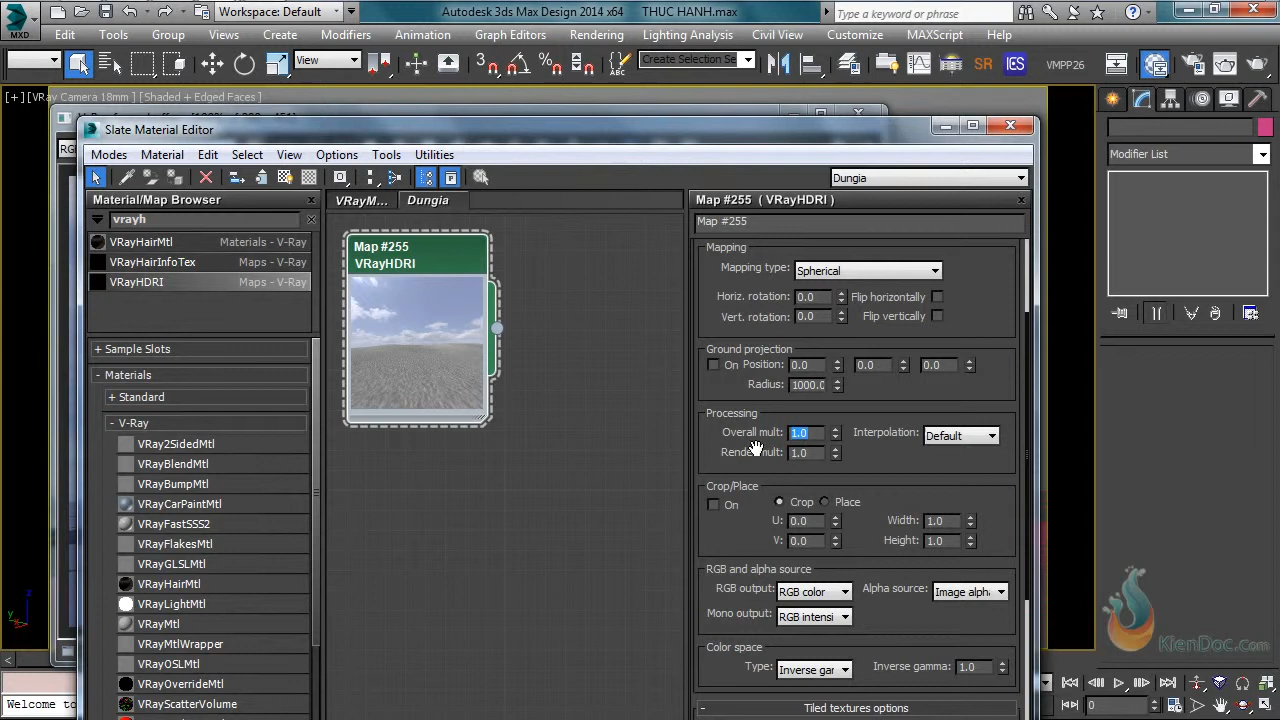 Workspace: Default
Autodesk 3ds Max Design 2014 x64
THUC HANH.max
Type a keyword or phrase
MXD
Edit
Tools
Group
Views
Create
Modifiers
Animation
Graph Editors
Rendering
Lighting Analysis
Civil View
Customize
MAXScript
Help
View
Create Selection Se
SR
IES
VMPP26
[+] [VRay Camera 18mm ] [Shaded + Edged Faces ]
Slate Material Editor
Modes
Material
Edit
Select
View
Options
Tools
Utilities
Dungia
Modifier List
Material/Map Browser
VRayM...
Dungia
Map #255 ( VRayHDRI )
vrayh
Map #255
VRayHairMtl
Materials - V-Ray
VRayHairInfoTex
Maps - V-Ray
VRayHDRI
Maps - V-Ray
Map #255
VRayHDRI
Mapping
Mapping type:
Spherical
Horiz. rotation:
0.0
Flip horizontally
Vert. rotation:
0.0
Flip vertically
Ground projection
On
Position:
0.0
0.0
0.0
Radius:
1000.0
+ Sample Slots
- Materials
+ Standard
- V-Ray
VRay2SidedMtl
VRayBlendMtl
VRayBumpMtl
VRayCarPaintMtl
VRayFastSSS2
VRayFlakesMtl
VRayGLSLMtl
VRayHairMtl
VRayLightMtl
VRayMtl
VRayMtlWrapper
VRayOSLMtl
VRayOverrideMtl
VRayScatterVolume
Processing
Overall mult:
1.0
Interpolation:
Default
Render mult:
1.0
Crop/Place
On
Crop
Place
U:
0.0
Width:
1.0
V:
0.0
Height:
1.0
RGB and alpha source
RGB output:
RGB color
Alpha source:
Image alpha
Mono output:
RGB intensi
Color space
Type:
Inverse gar
Inverse gamma:
1.0
- Tiled textures options
KienDoc.com
Welcome to
0